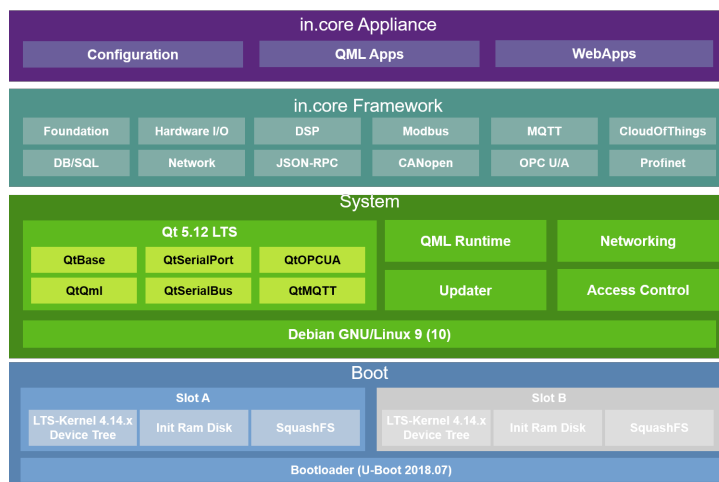 in.core Appliance
Configuration
QML Apps
WebApps
in.core Framework
Foundation
Hardware I/O
DSP
Modbus
MQTT
CloudOfThings
DB/SQL
Network
JSON-RPC
CANopen
OPC U/A
Profinet
System
Qt 5.12 LTS
QtBase
QtSerialPort
QtOPCUA
QtQml
QtSerialBus
QtMQTT
QML Runtime
Networking
Updater
Access Control
Debian GNU/Linux 9 (10)
Boot
Slot A
LTS-Kernel 4.14.x
Device Tree
Init Ram Disk
SquashFS
Slot B
LTS-Kernel 4.14.x
Device Tree
Init Ram Disk
SquashFS
Bootloader (U-Boot 2018.07)